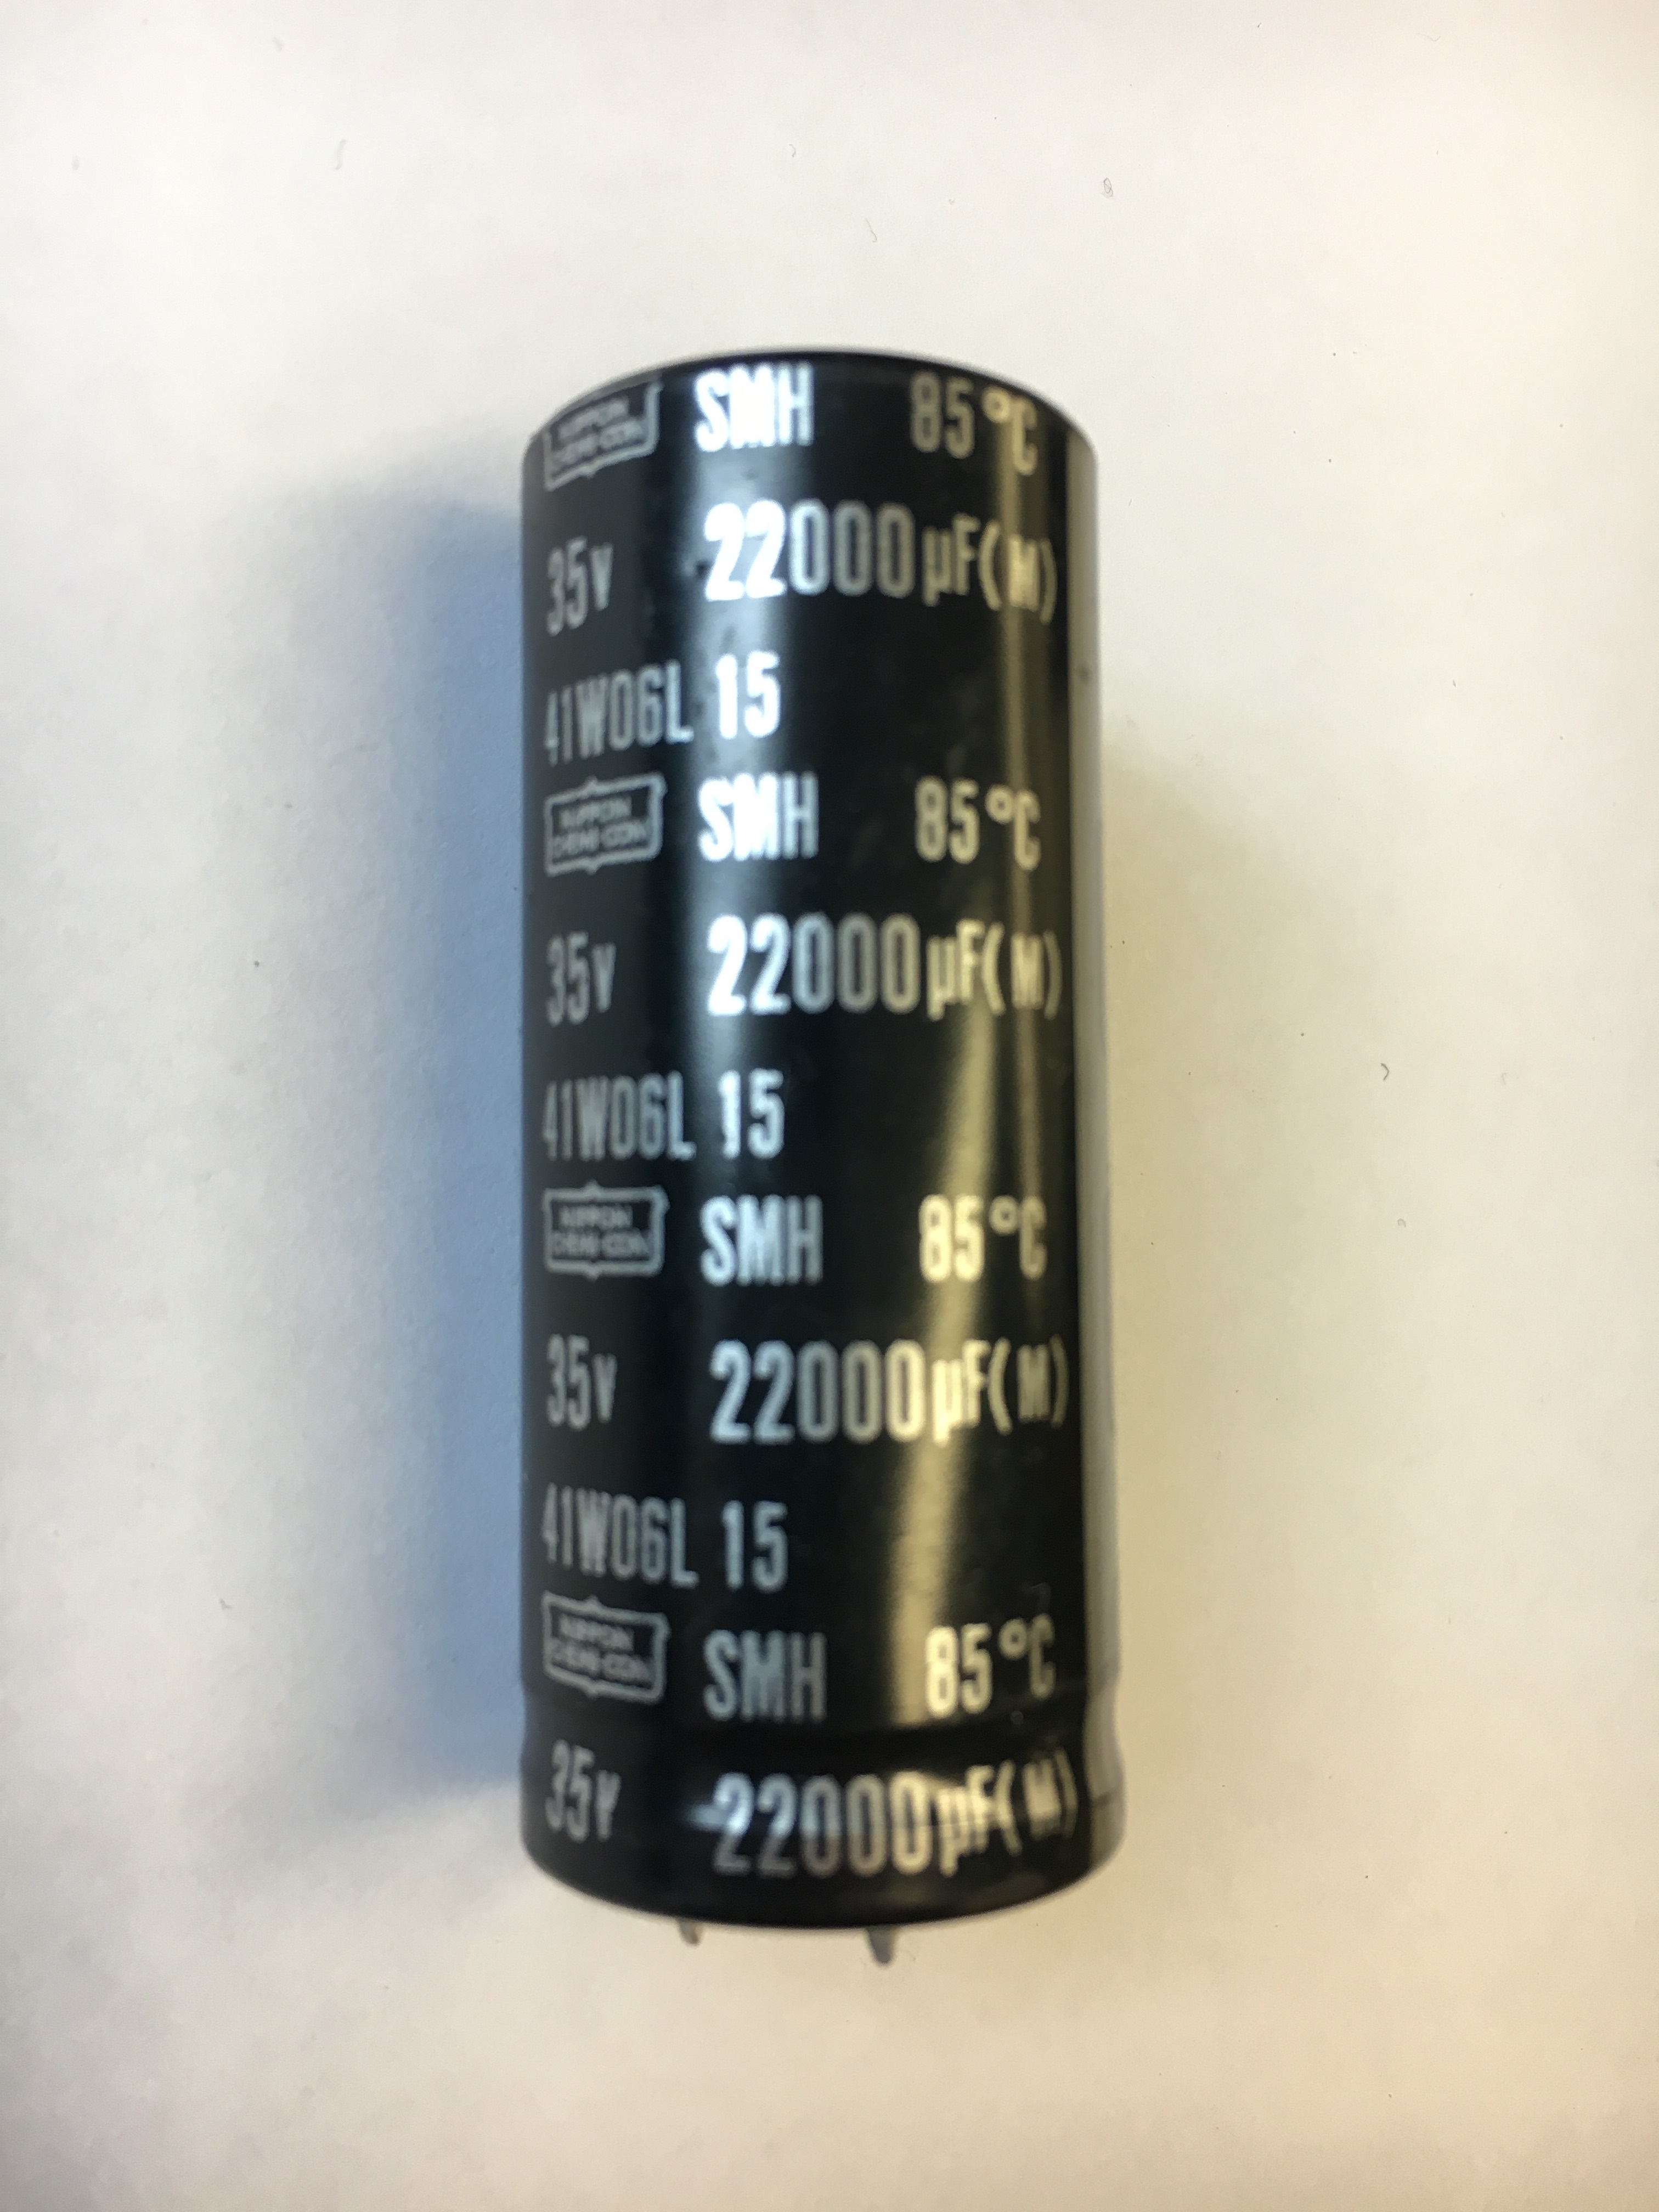 NIPPON
CHEMI-CON SMH 85°C
35v 22000µF(M)
41W06L 15
NIPPON
CHEMI-CON SMH 85°C
35v 22000µF(M)
41W06L 15
NIPPON
CHEMI-CON SMH 85°C
35v 22000µF(M)
41W06L 15
NIPPON
CHEMI-CON SMH 85°C
35v 22000µF(M)